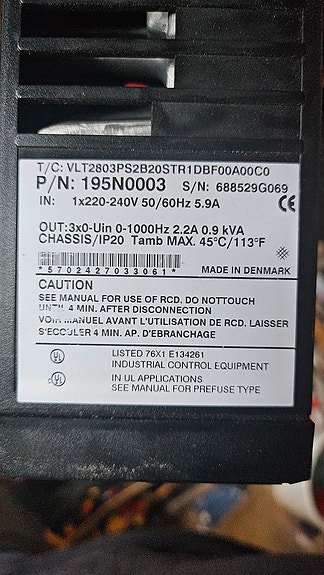 T/C: VLT2803PS2B20STR1DBF00A00C0
P/N: 195N0003 S/N: 688529G069
IN: 1x220-240V 50/60Hz 5.9A
CE
OUT:3x0-Uin 0-1000Hz 2.2A 0.9 kVA
CHASSIS/IP20 Tamb MAX. 45°C/113°F
*5702427033061* MADE IN DENMARK
CAUTION
SEE MANUAL FOR USE OF RCD. DO NOTTOUCH
UNTIL 4 MIN. AFTER DISCONNECTION
VOIR MANUEL AVANT L'UTILISATION DE RCD. LAISSER
S'ECCULER 4 MIN. AP. D'EBRANCHAGE
UL LISTED 76X1 E134261
INDUSTRIAL CONTROL EQUIPMENT
UL IN UL APPLICATIONS
SEE MANUAL FOR PREFUSE TYPE